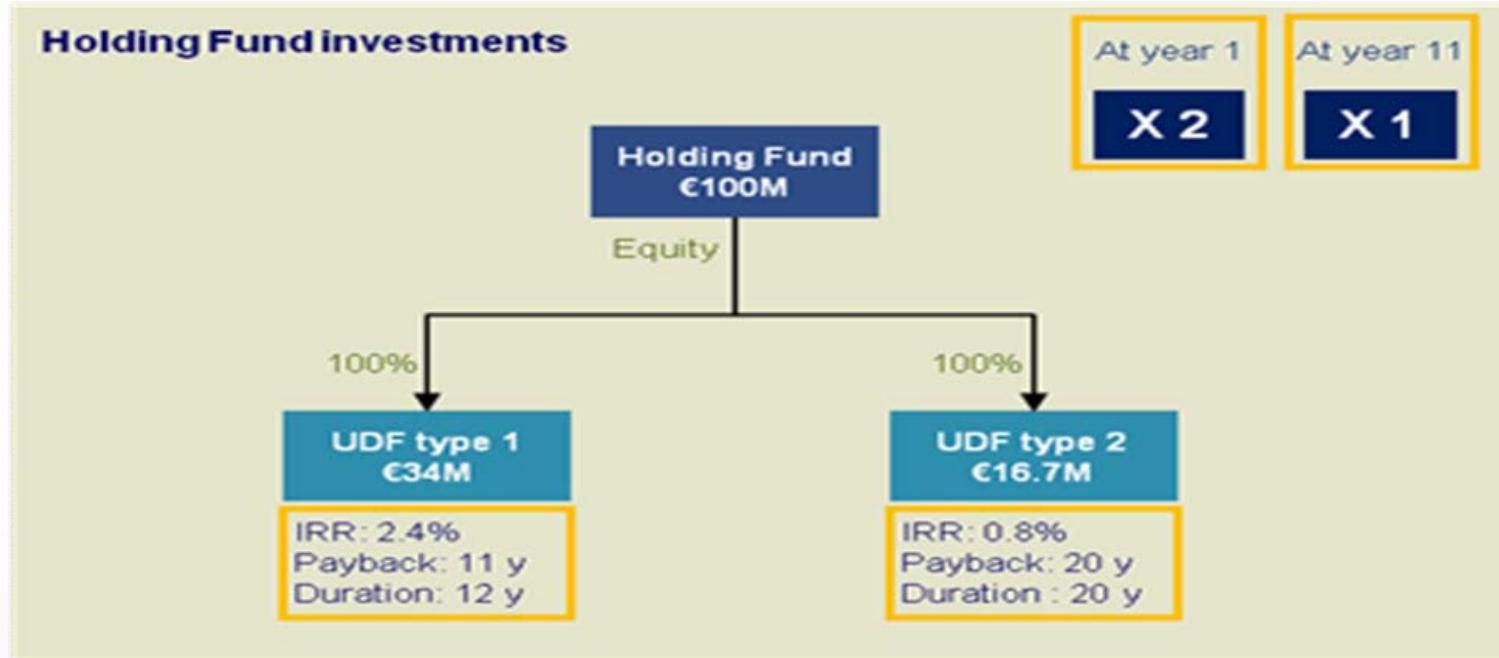 Holding Fund investments
At year 1
At year 11
X 2
X 1
Holding Fund
€100M
Equity
100%
100%
UDF type 1
€34M
UDF type 2
€16.7M
IRR: 2.4%
Payback: 11 y
Duration: 12 y
IRR: 0.8%
Payback: 20 y
Duration : 20 y